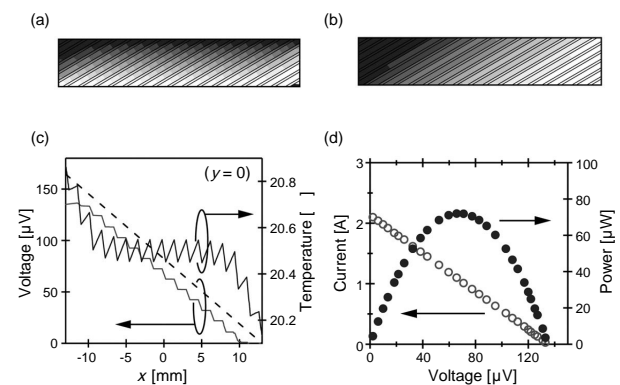 (a)
(b)
(c)
(y = 0)
150
100
50
0
Voltage [μV]
-10
-5
0
5
10
x [mm]
20.8
20.6
20.4
20.2
Temperature [ ]
(d)
3
2
1
0
Current [A]
0
40
80
120
Voltage [μV]
100
80
60
40
20
0
Power [μW]